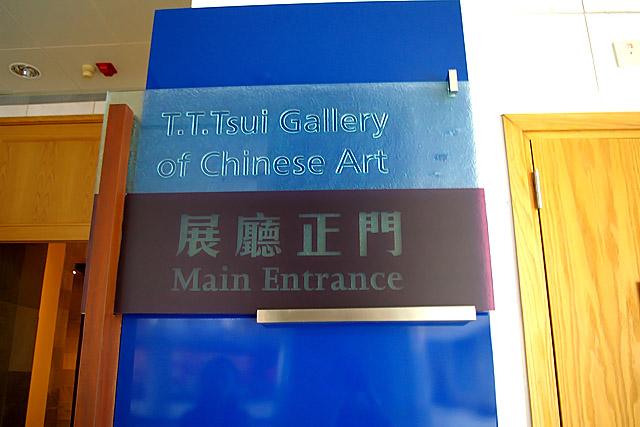 T.T.Tsui Gallery
of Chinese Art
展廳正門
Main Entrance